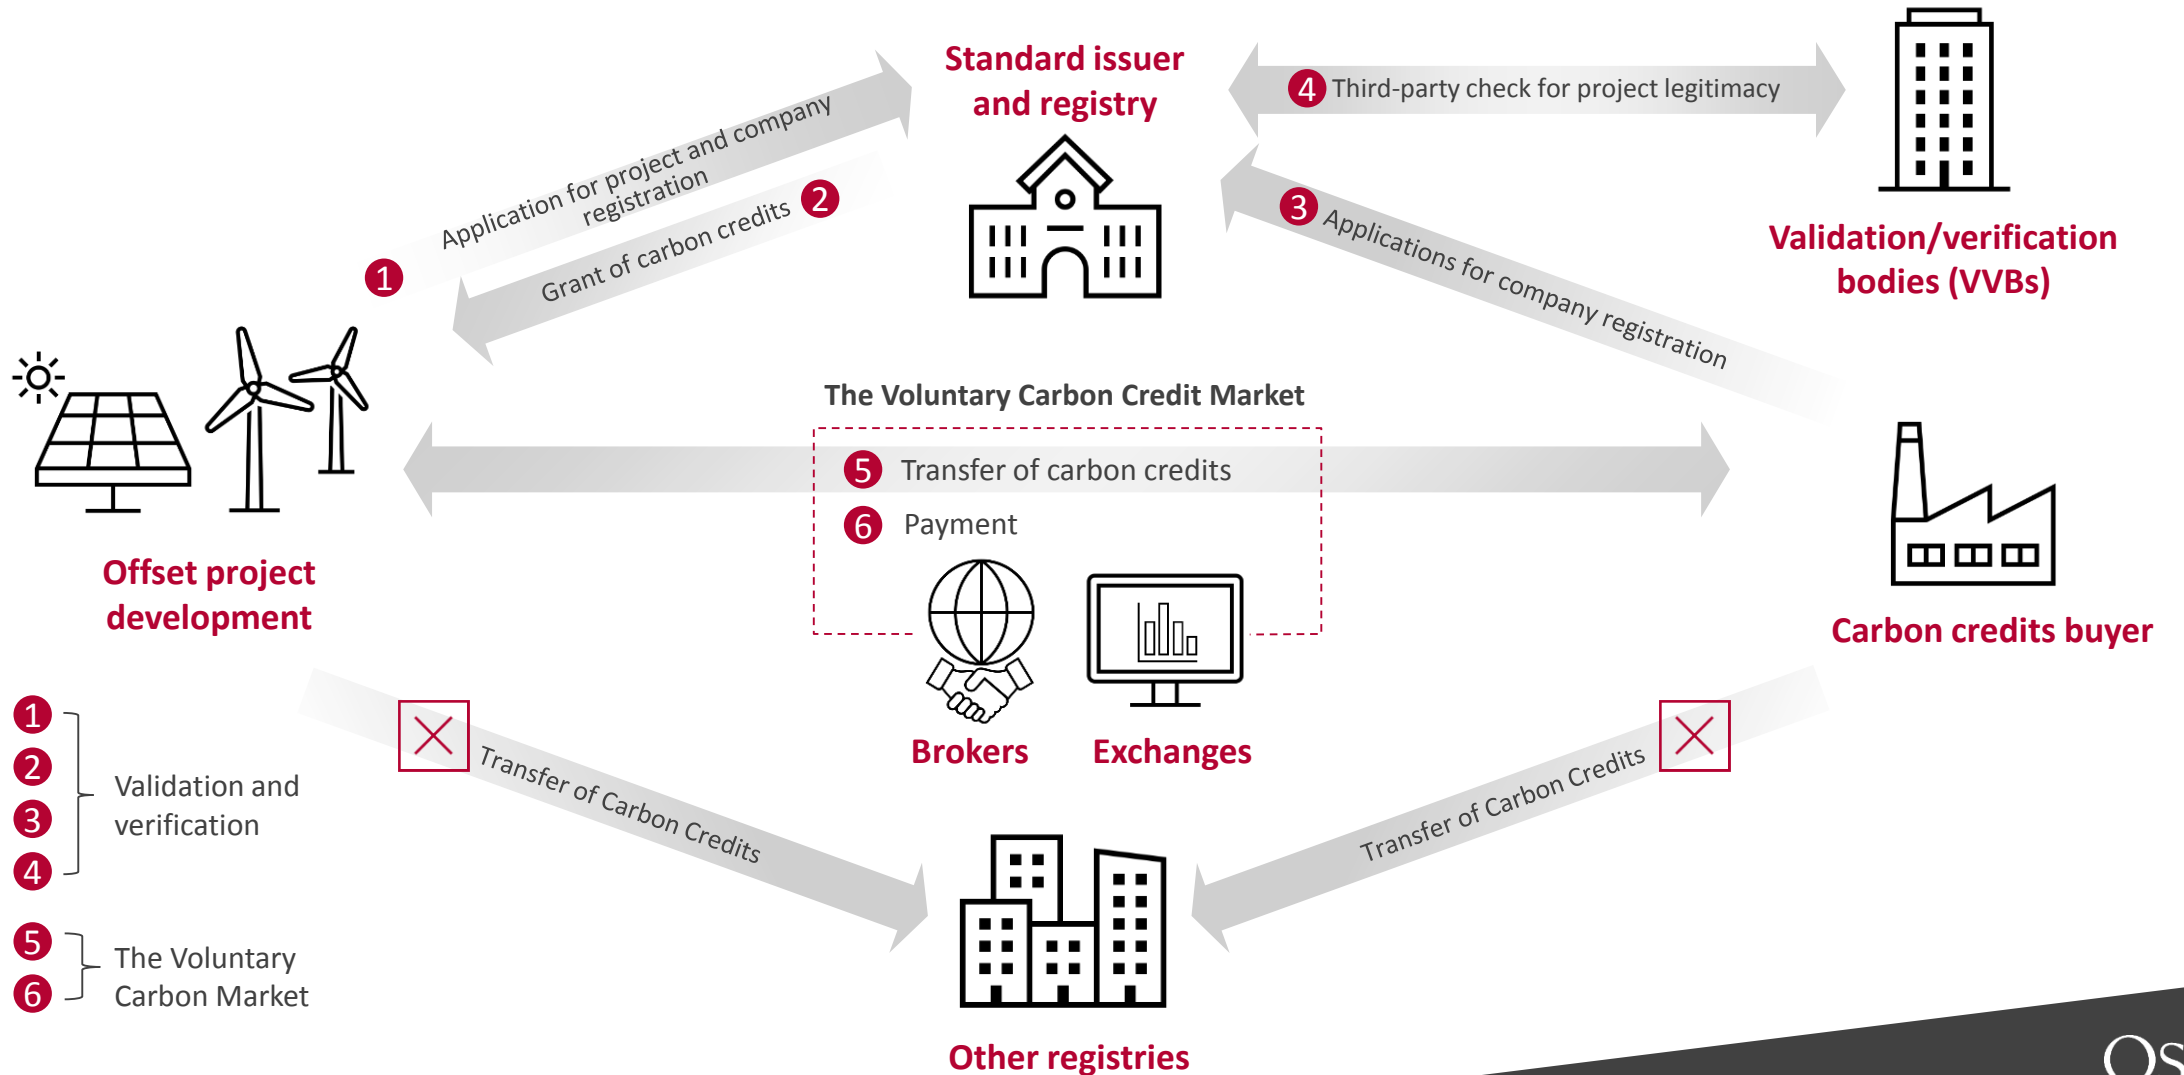 Standard issuer
and registry
4 Third-party check for project legitimacy
Validation/verification
bodies (VVBs)
1 Application for project and company
registration
Grant of carbon credits 2
3 Applications for company registration
The Voluntary Carbon Credit Market
5 Transfer of carbon credits
6 Payment
Offset project
development
Carbon credits buyer
Brokers
Exchanges
1
2
3
4
Validation and
verification
5
6
The Voluntary
Carbon Market
Transfer of Carbon Credits
Transfer of Carbon Credits
Other registries
Os